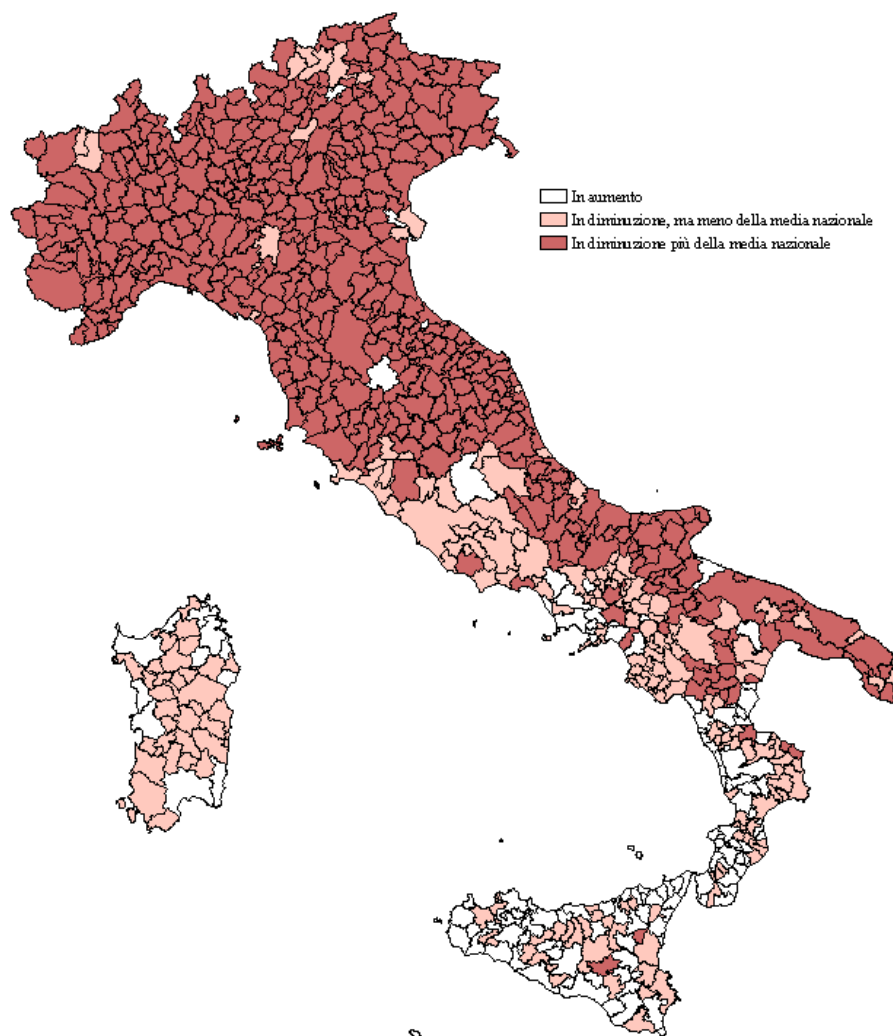 In aumento
In diminuzione, ma meno della media nazionale
In diminuzione più della media nazionale